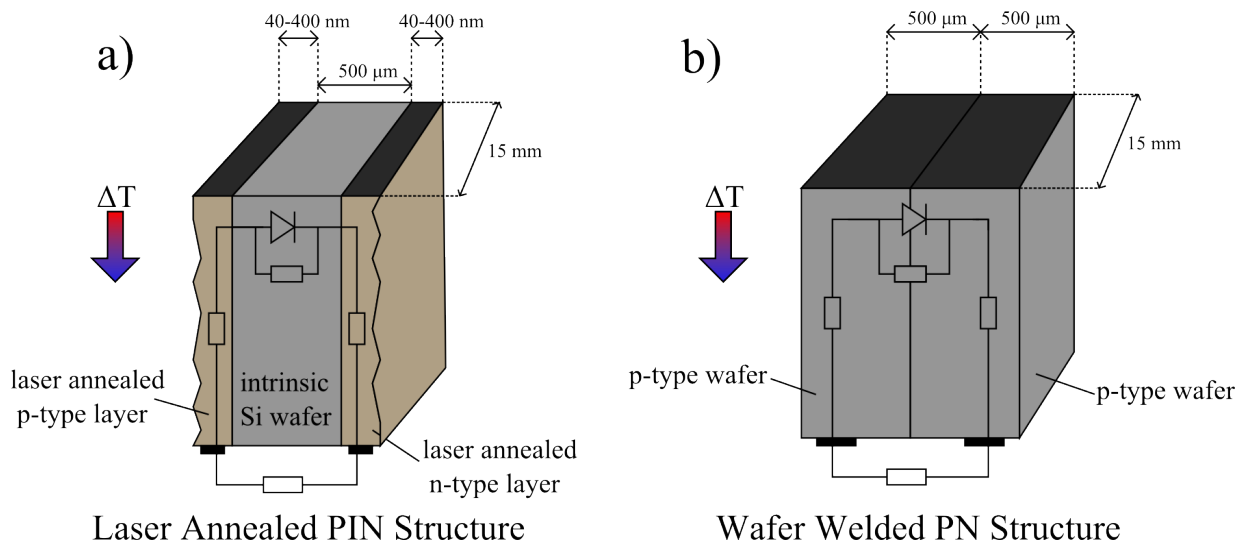 a)
40-400 nm
40-400 nm
500 μm
15 mm
ΔT
laser annealed
p-type layer
intrinsic
Si wafer
laser annealed
n-type layer
Laser Annealed PIN Structure
b)
500 μm
500 μm
15 mm
ΔT
p-type wafer
p-type wafer
Wafer Welded PN Structure